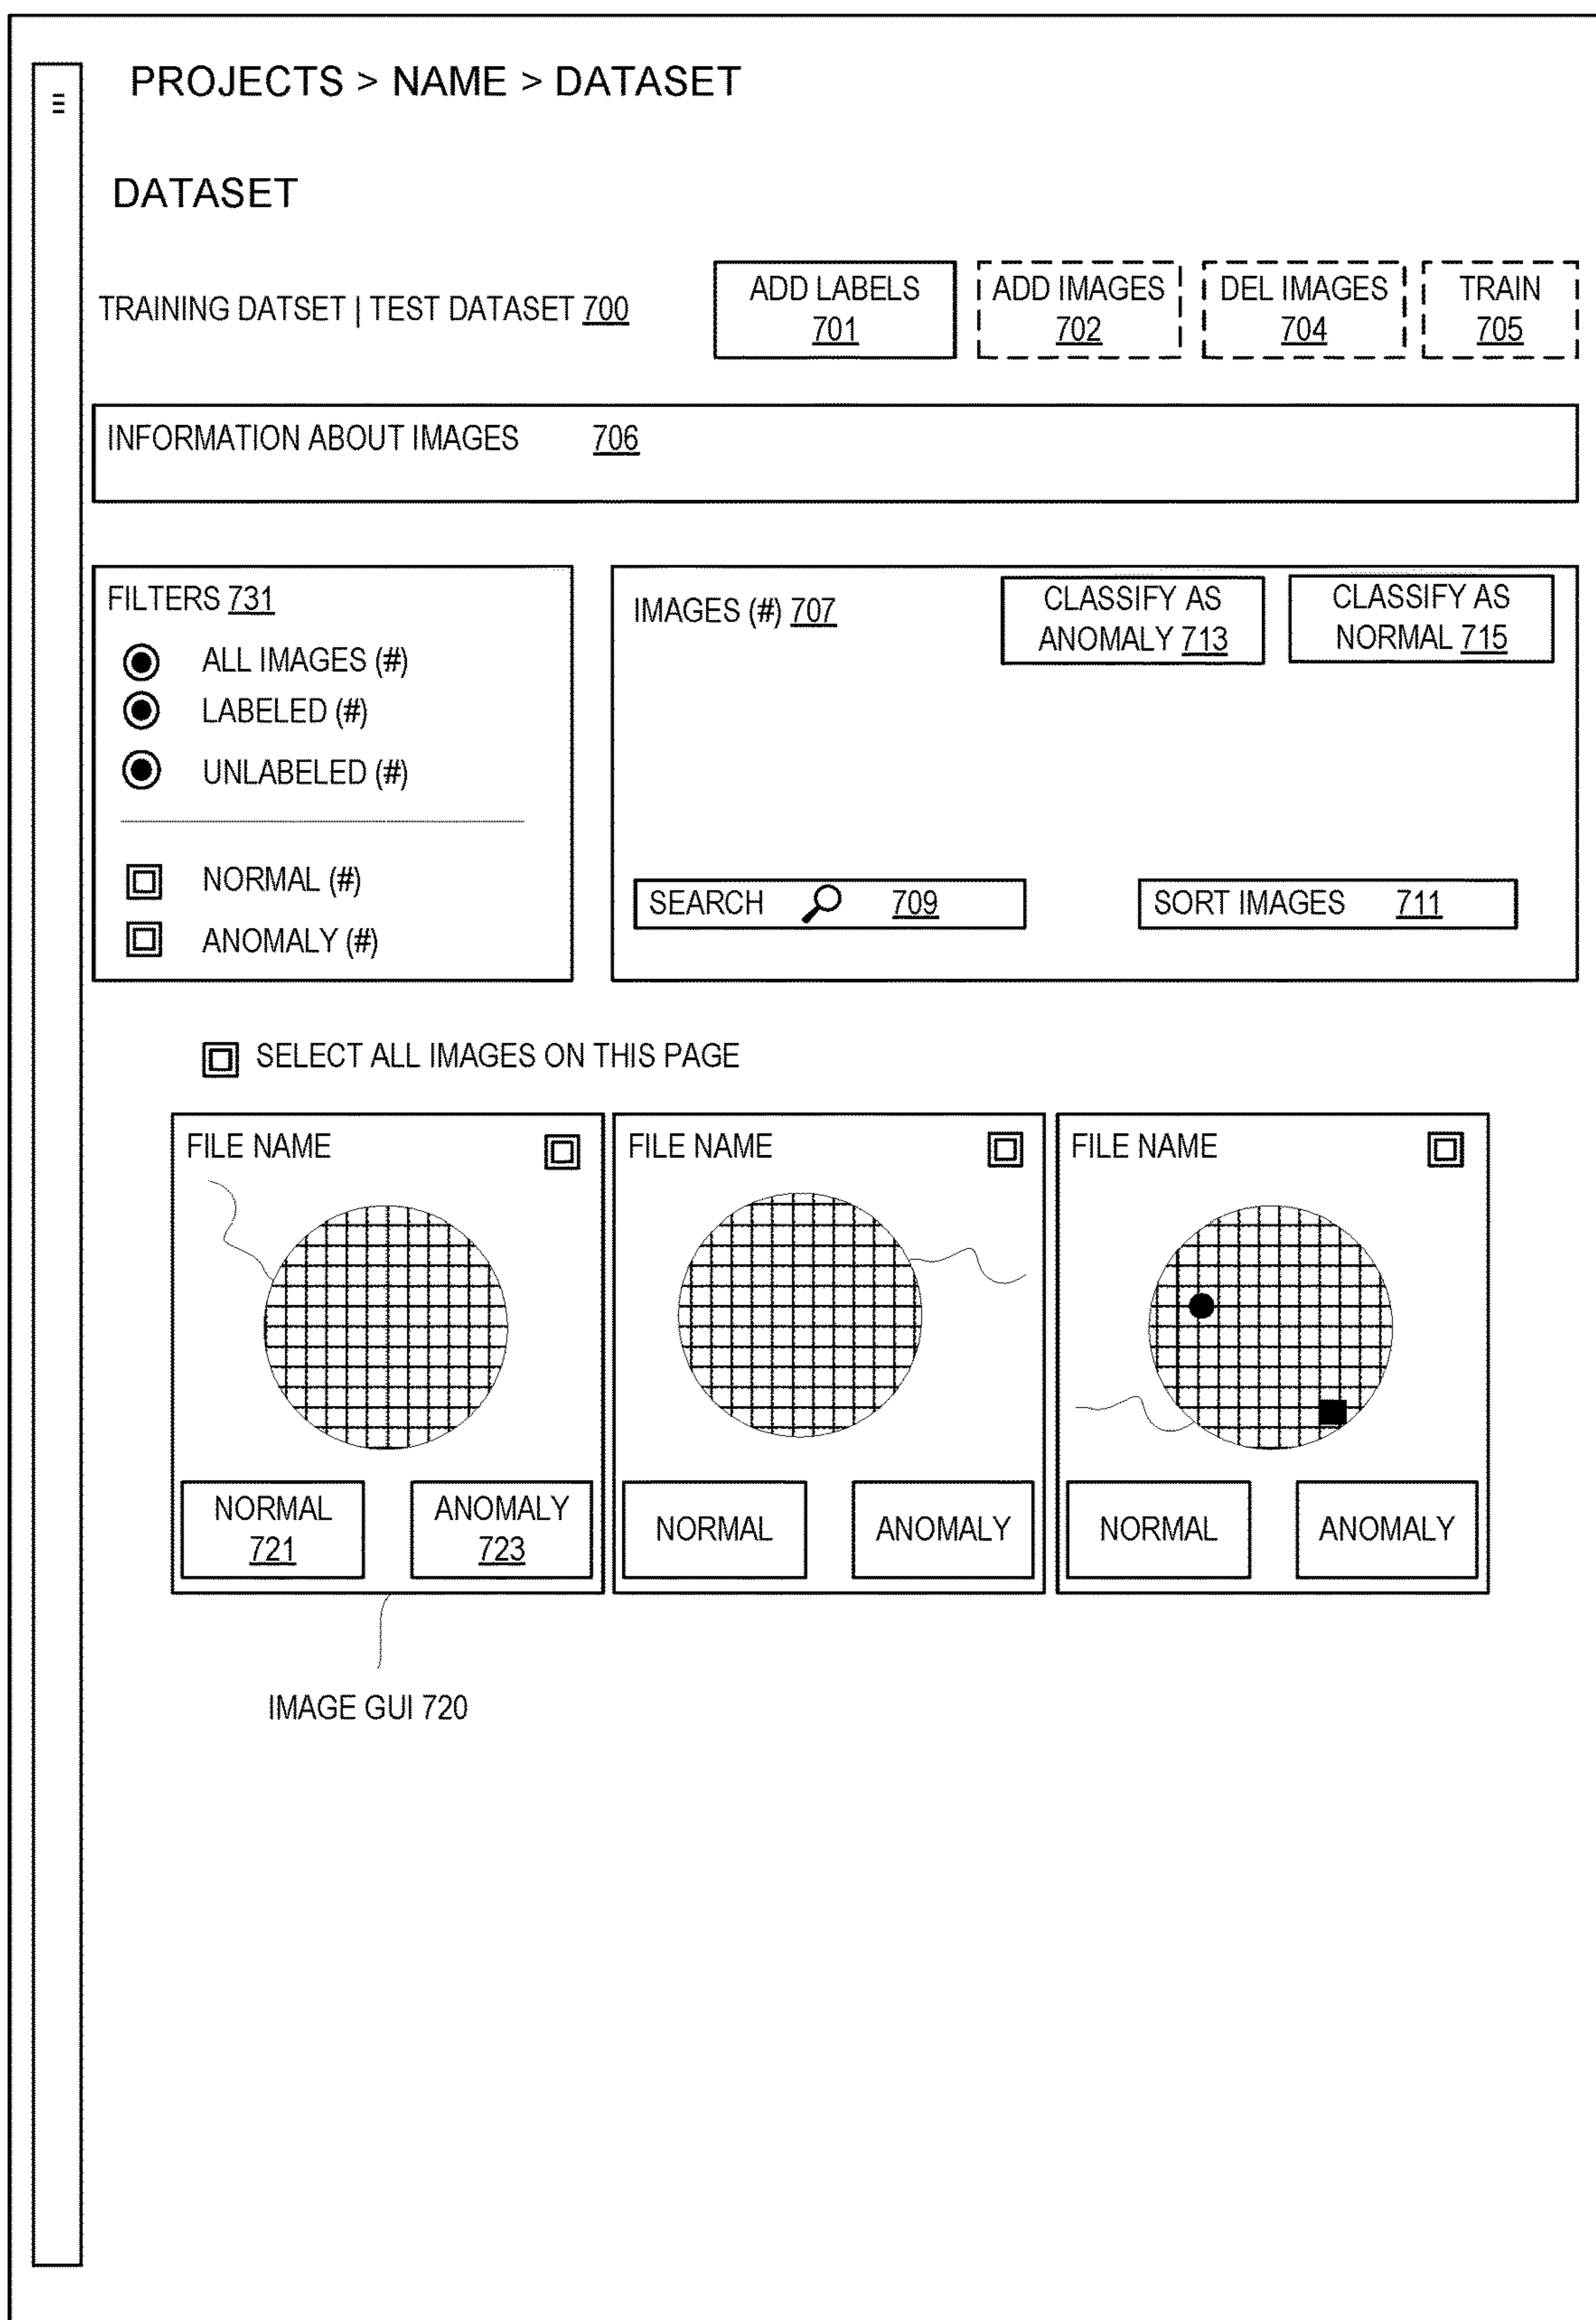 PROJECTS > NAME > DATASET
DATASET
TRAINING DATSET | TEST DATASET 700
ADD LABELS
701
ADD IMAGES
702
DEL IMAGES
704
TRAIN
705
INFORMATION ABOUT IMAGES 706
FILTERS 731
ALL IMAGES (#)
LABELED (#)
UNLABELED (#)
NORMAL (#)
ANOMALY (#)
IMAGES (#) 707
CLASSIFY AS
ANOMALY 713
CLASSIFY AS
NORMAL 715
SEARCH 709
SORT IMAGES 711
SELECT ALL IMAGES ON THIS PAGE
FILE NAME
NORMAL
721
ANOMALY
723
FILE NAME
NORMAL
ANOMALY
FILE NAME
NORMAL
ANOMALY
IMAGE GUI 720